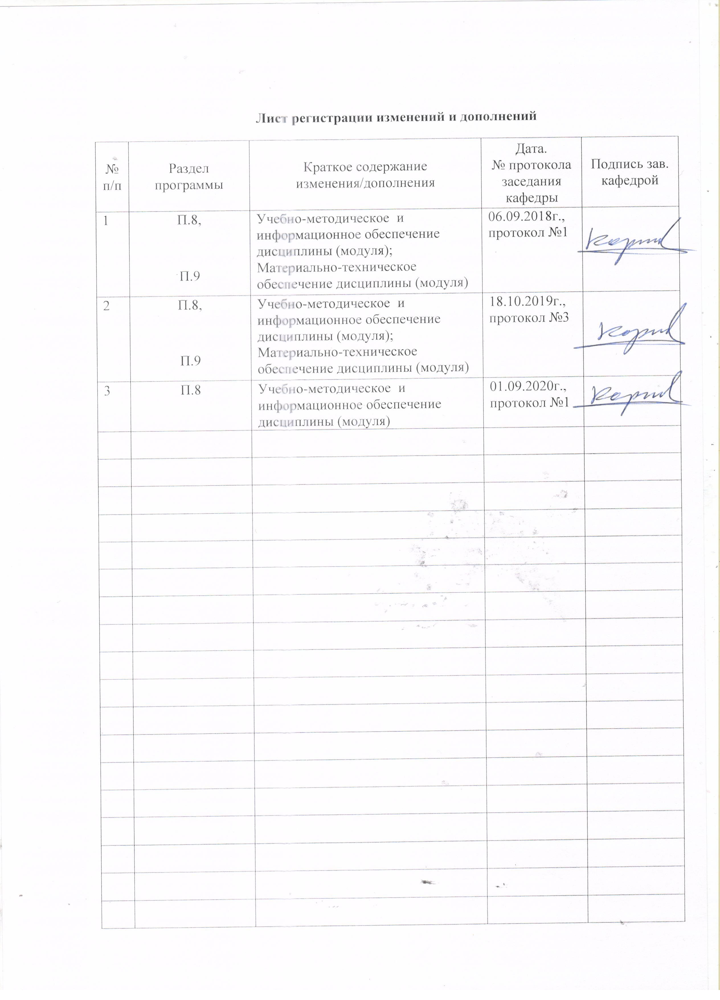 Лист регистрации изменений и дополнений
№ п/п
Раздел программы
Краткое содержание изменения/дополнения
Дата.
№ протокола
заседания
кафедры
Подпись зав.
кафедрой
1
П.8,
П.9
Учебно-методическое и
информационное обеспечение
дисциплины (модуля);
Материально-техническое
обеспечение дисциплины (модуля)
06.09.2018г.,
протокол №1
2
П.8,
П.9
Учебно-методическое и
информационное обеспечение
дисциплины (модуля);
Материально-техническое
обеспечение дисциплины (модуля)
18.10.2019г.,
протокол №3
3
П.8
Учебно-методическое и
информационное обеспечение
дисциплины (модуля)
01.09.2020г.,
протокол №1